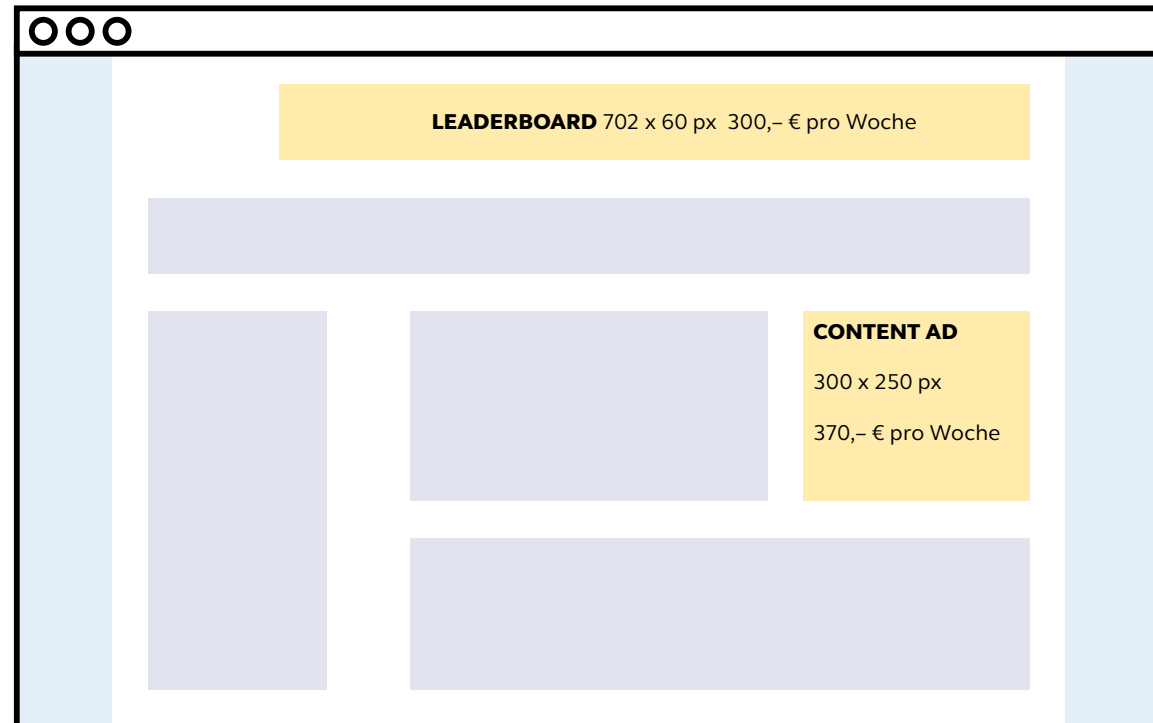 LEADERBOARD 702 x 60 px 300,– € pro Woche
CONTENT AD
300 x 250 px
370,– € pro Woche